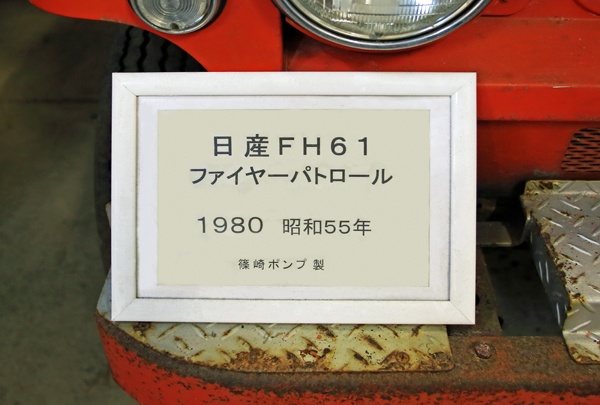 日産FH61
ファイヤーパトロール
1980 昭和55年
篠崎ポンプ製